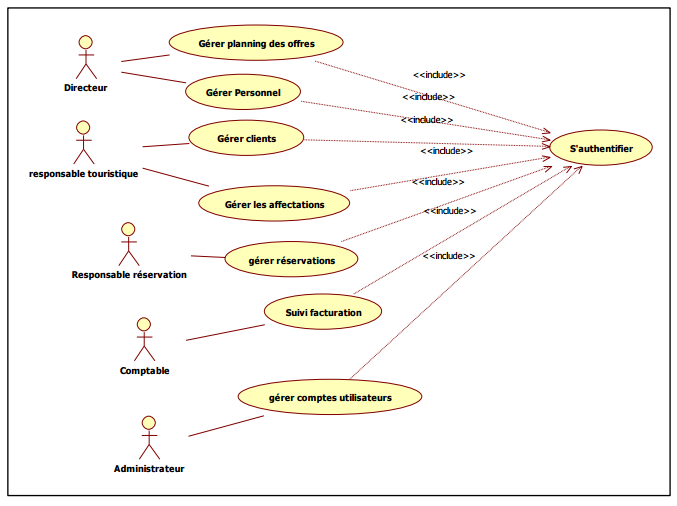 Gérer planning des offres
Directeur
<<include>>
Gérer Personnel
<<include>>
<<include>>
responsable touristique
Gérer clients
<<include>>
S'authentifier
Gérer les affectations
<<include>>
<<include>>
Responsable réservation
gérer réservations
<<include>>
Suivi facturation
Comptable
gérer comptes utilisateurs
Administrateur